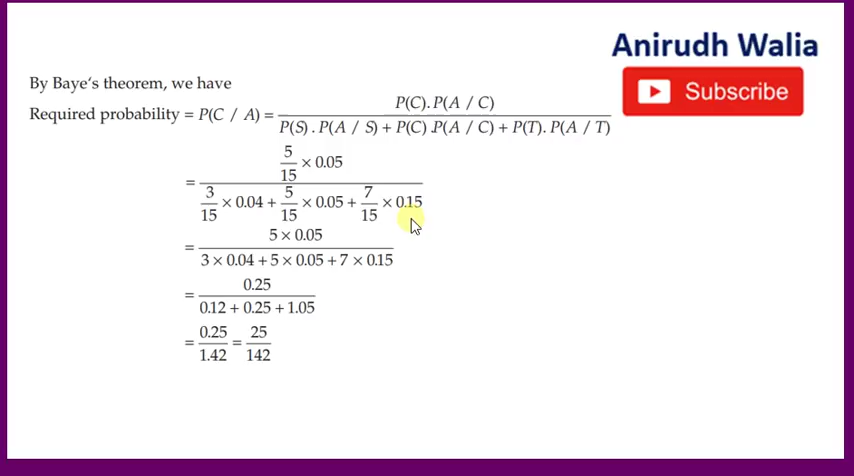 Anirudh Walia
Subscribe
By Baye's theorem, we have
Required probability = P(C / A) = P(C). P(A / C) / P(S) . P(A / S) + P(C) .P(A / C) + P(T). P(A / T)
= 5/15 × 0.05 / 3/15 × 0.04 + 5/15 × 0.05 + 7/15 × 0.15
= 5 × 0.05 / 3 × 0.04 + 5 × 0.05 + 7 × 0.15
= 0.25 / 0.12 + 0.25 + 1.05
= 0.25/1.42 = 25/142